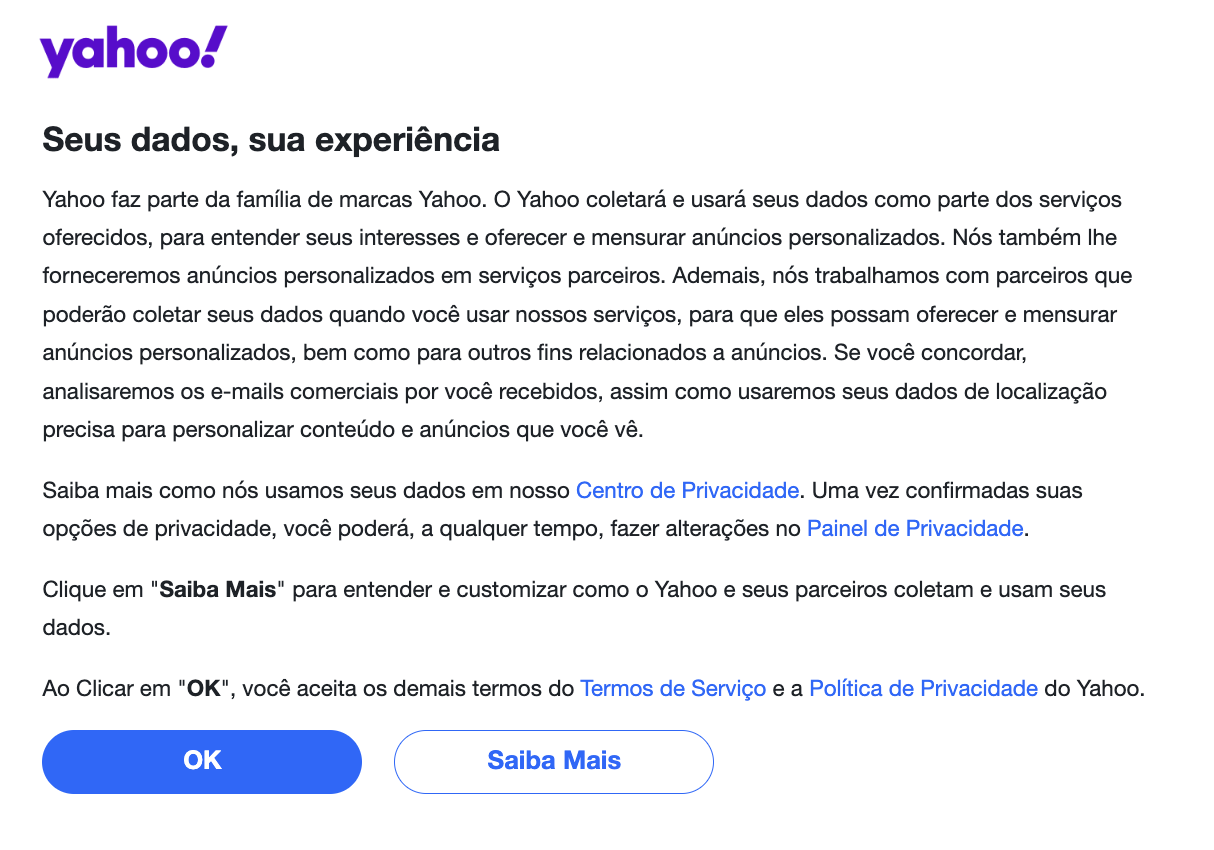 yahoo!
Seus dados, sua experiência
Yahoo faz parte da família de marcas Yahoo. O Yahoo coletará e usará seus dados como parte dos serviços
oferecidos, para entender seus interesses e oferecer e mensurar anúncios personalizados. Nós também lhe
forneceremos anúncios personalizados em serviços parceiros. Ademais, nós trabalhamos com parceiros que
poderão coletar seus dados quando você usar nossos serviços, para que eles possam oferecer e mensurar
anúncios personalizados, bem como para outros fins relacionados a anúncios. Se você concordar,
analisaremos os e-mails comerciais por você recebidos, assim como usaremos seus dados de localização
precisa para personalizar conteúdo e anúncios que você vê.
Saiba mais como nós usamos seus dados em nosso Centro de Privacidade. Uma vez confirmadas suas
opções de privacidade, você poderá, a qualquer tempo, fazer alterações no Painel de Privacidade.
Clique em "Saiba Mais" para entender e customizar como o Yahoo e seus parceiros coletam e usam seus
dados.
Ao Clicar em "OK", você aceita os demais termos do Termos de Serviço e a Política de Privacidade do Yahoo.
OK Saiba Mais